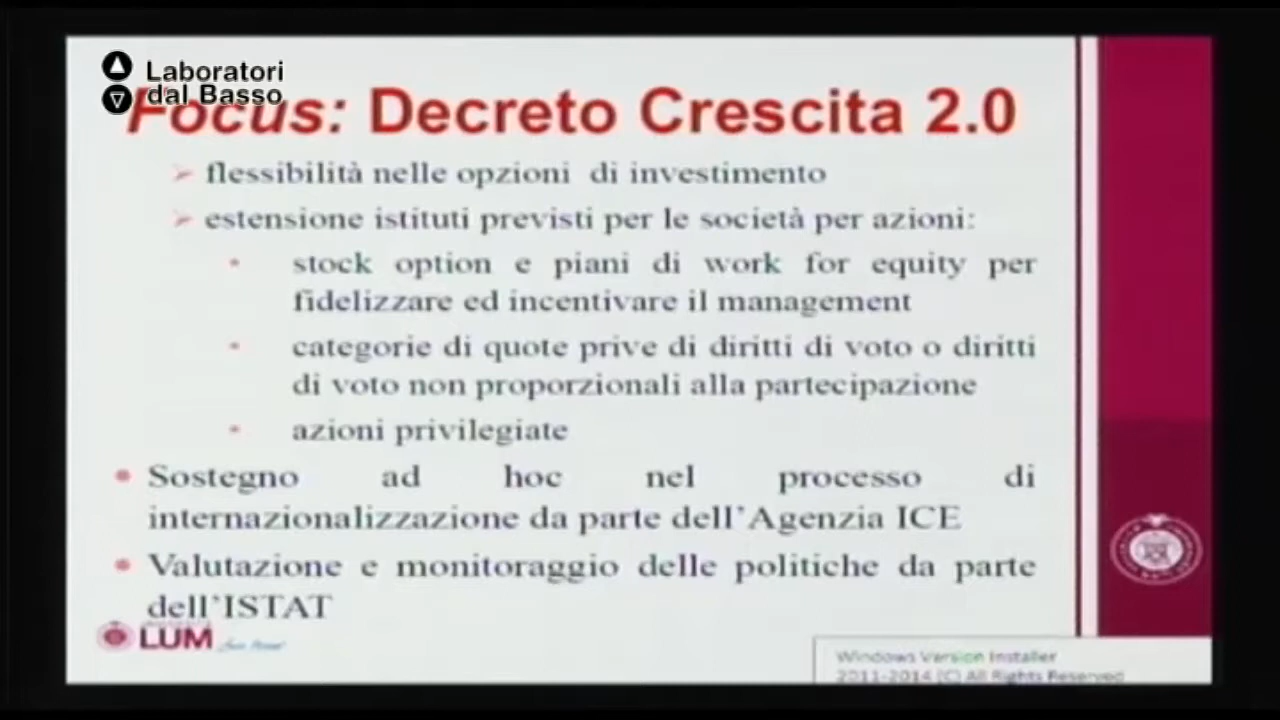 Laboratori
dal Basso
Focus: Decreto Crescita 2.0
flessibilità nelle opzioni di investimento
estensione istituti previsti per le società per azioni:
stock option e piani di work for equity per
fidelizzare ed incentivare il management
categorie di quote prive di diritti di voto o diritti
di voto non proporzionali alla partecipazione
azioni privilegiate
Sostegno ad hoc nel processo di
internazionalizzazione da parte dell'Agenzia ICE
Valutazione e monitoraggio delle politiche da parte
dell'ISTAT
LUM
Windows Version Installer
2011-2014 (C) All Rights Reserved